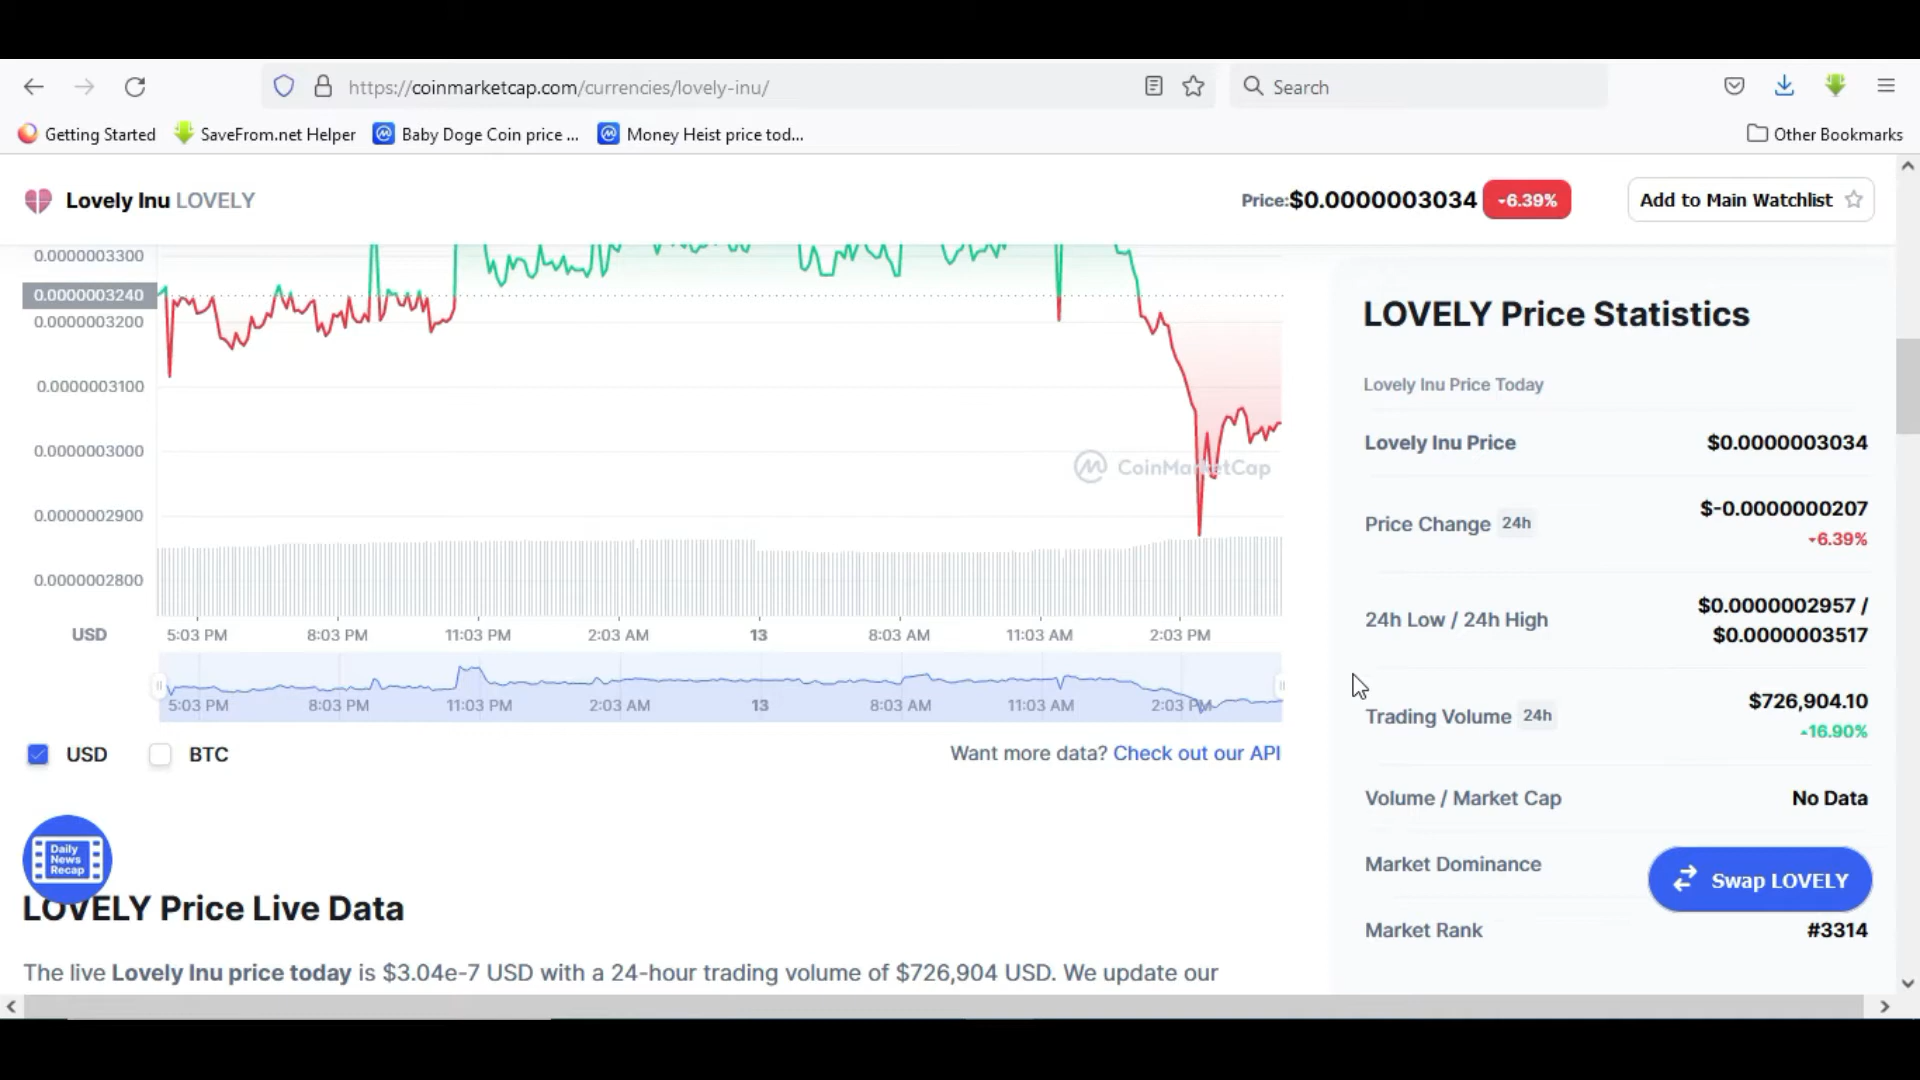 https://coinmarketcap.com/currencies/lovely-inu/
Search
Getting Started
SaveFrom.net Helper
Baby Doge Coin price ...
Money Heist price tod...
Other Bookmarks
Lovely Inu LOVELY
Price:$0.0000003034
-6.39%
Add to Main Watchlist
0.0000003300
0.0000003240
0.0000003200
0.0000003100
0.0000003000
0.0000002900
0.0000002800
CoinMarketCap
USD
5:03 PM 8:03 PM 11:03 PM 2:03 AM 13 8:03 AM 11:03 AM 2:03 PM
5:03 PM 8:03 PM 11:03 PM 2:03 AM 13 8:03 AM 11:03 AM 2:03 PM
USD
BTC
Want more data? Check out our API
Daily
News
Recap
LOVELY Price Live Data
The live Lovely Inu price today is $3.04e-7 USD with a 24-hour trading volume of $726,904 USD. We update our
LOVELY Price Statistics
Lovely Inu Price Today
Lovely Inu Price
$0.0000003034
Price Change 24h
$-0.0000000207
6.39%
24h Low / 24h High
$0.0000002957 /
$0.0000003517
Trading Volume 24h
$726,904.10
16.90%
Volume / Market Cap
No Data
Market Dominance
Swap LOVELY
Market Rank
#3314